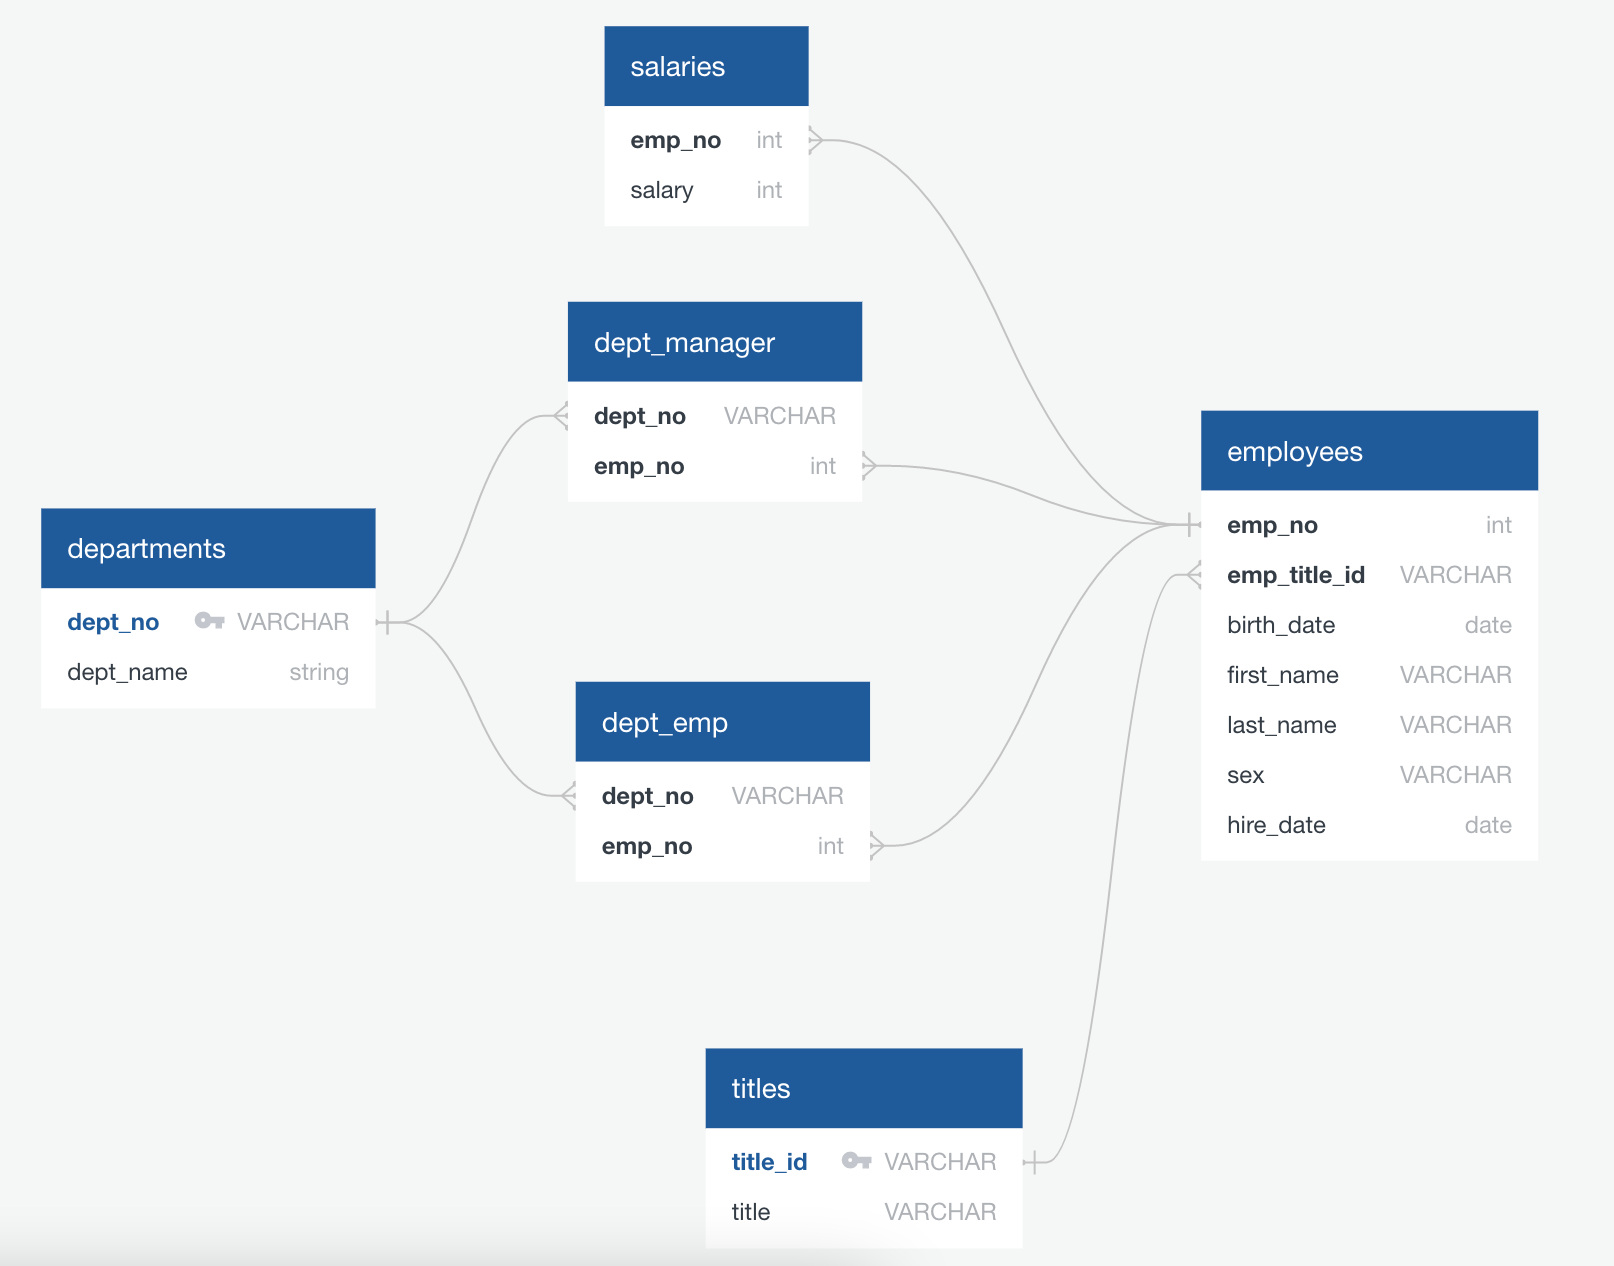 salaries
emp_no int
salary int
dept_manager
dept_no VARCHAR
emp_no int
employees
emp_no int
emp_title_id VARCHAR
birth_date date
first_name VARCHAR
last_name VARCHAR
sex VARCHAR
hire_date date
departments
dept_no VARCHAR
dept_name string
dept_emp
dept_no VARCHAR
emp_no int
titles
title_id VARCHAR
title VARCHAR